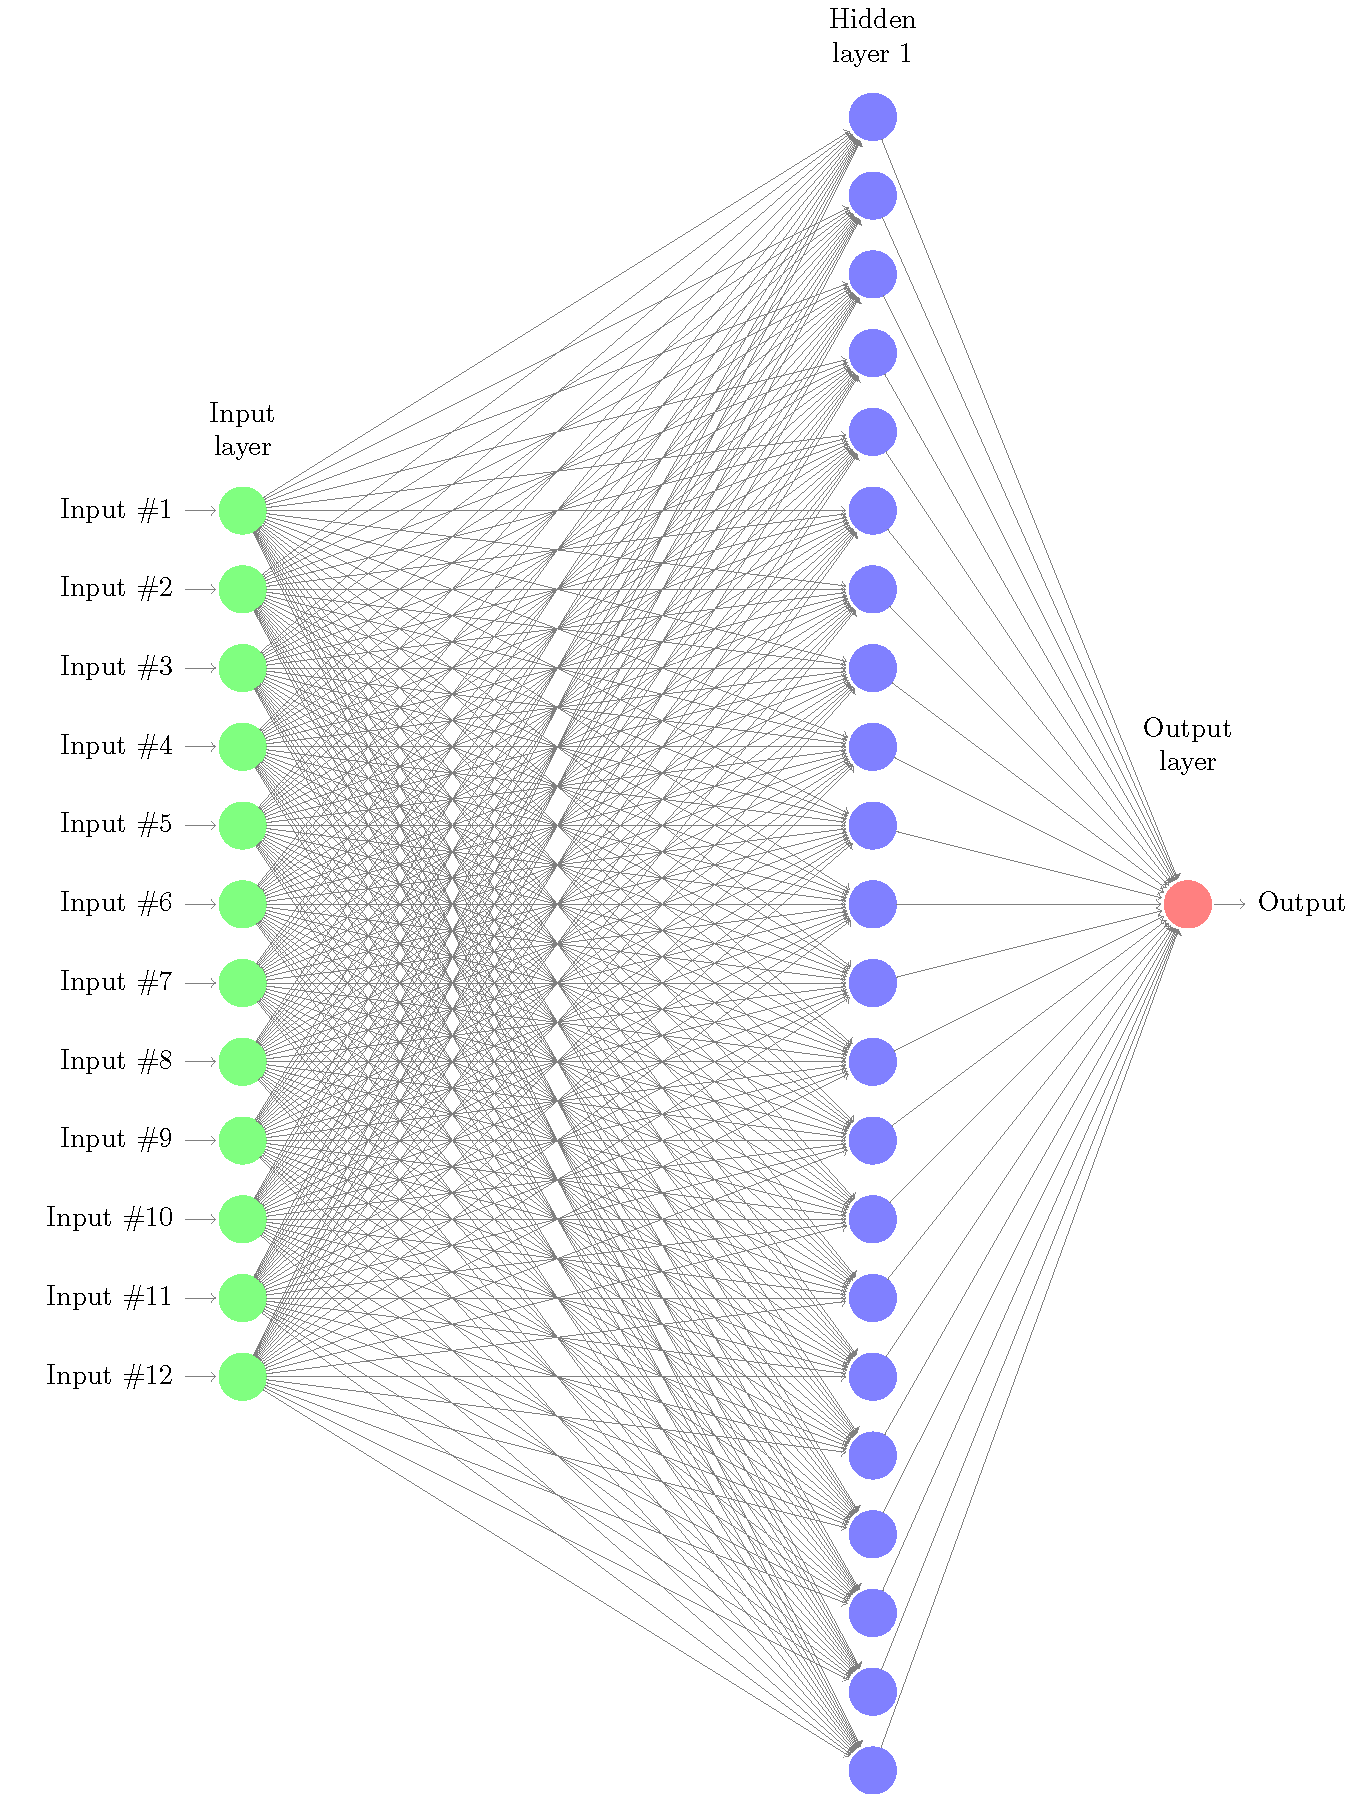 Hidden
layer 1
Input
layer
Input #1
Input #2
Input #3
Input #4
Input #5
Input #6
Input #7
Input #8
Input #9
Input #10
Input #11
Input #12
Output
layer
Output